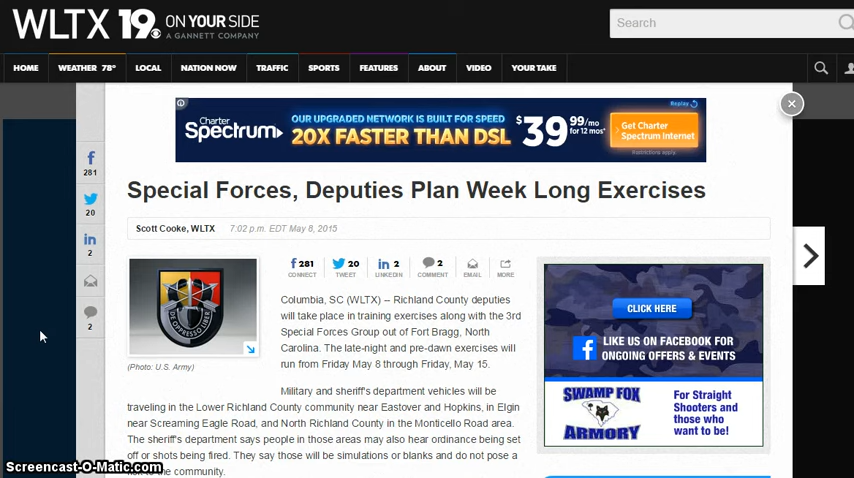 WLTX 19 ON YOUR SIDE
A GANNETT COMPANY
Search
HOME WEATHER 78° LOCAL NATION NOW TRAFFIC SPORTS FEATURES ABOUT VIDEO YOUR TAKE
Charter Spectrum
OUR UPGRADED NETWORK IS BUILT FOR SPEED
20X FASTER THAN DSL
$39.99/mo for 12 mos*
Get Charter
Spectrum Internet
Restrictions apply.
Replay
281
20
2
2
Special Forces, Deputies Plan Week Long Exercises
Scott Cooke, WLTX 7:02 p.m. EDT May 8, 2015
DE OPPRESSO LIBER
(Photo: U.S. Army)
281 20 2 2
CONNECT TWEET LINKEDIN COMMENT EMAIL MORE
Columbia, SC (WLTX) -- Richland County deputies
will take place in training exercises along with the 3rd
Special Forces Group out of Fort Bragg, North
Carolina. The late-night and pre-dawn exercises will
run from Friday May 8 through Friday, May 15.
Military and sheriff's department vehicles will be
traveling in the Lower Richland County community near Eastover and Hopkins, in Elgin
near Screaming Eagle Road, and North Richland County in the Monticello Road area.
The sheriff's department says people in those areas may also hear ordinance being set
off or shots being fired. They say those will be simulations or blanks and do not pose a
the community.
CLICK HERE
LIKE US ON FACEBOOK FOR
ONGOING OFFERS & EVENTS
SWAMP FOX
ARMORY
For Straight
Shooters and
those who
want to be!
Screencast-O-Matic.com